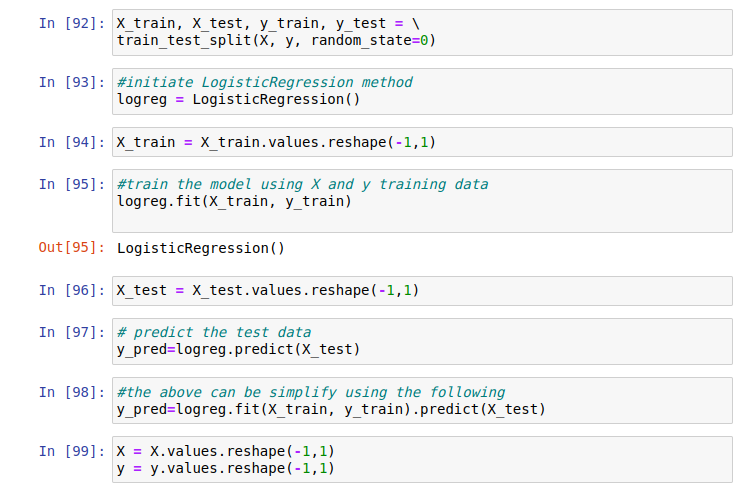 In [92]: X_train, X_test, y_train, y_test = \
train_test_split(X, y, random_state=0)
In [93]: #initiate LogisticRegression method
logreg = LogisticRegression()
In [94]: X_train = X_train.values.reshape(-1,1)
In [95]: #train the model using X and y training data
logreg.fit(X_train, y_train)
Out[95]: LogisticRegression()
In [96]: X_test = X_test.values.reshape(-1,1)
In [97]: # predict the test data
y_pred=logreg.predict(X_test)
In [98]: #the above can be simplify using the following
y_pred=logreg.fit(X_train, y_train).predict(X_test)
In [99]: X = X.values.reshape(-1,1)
y = y.values.reshape(-1,1)